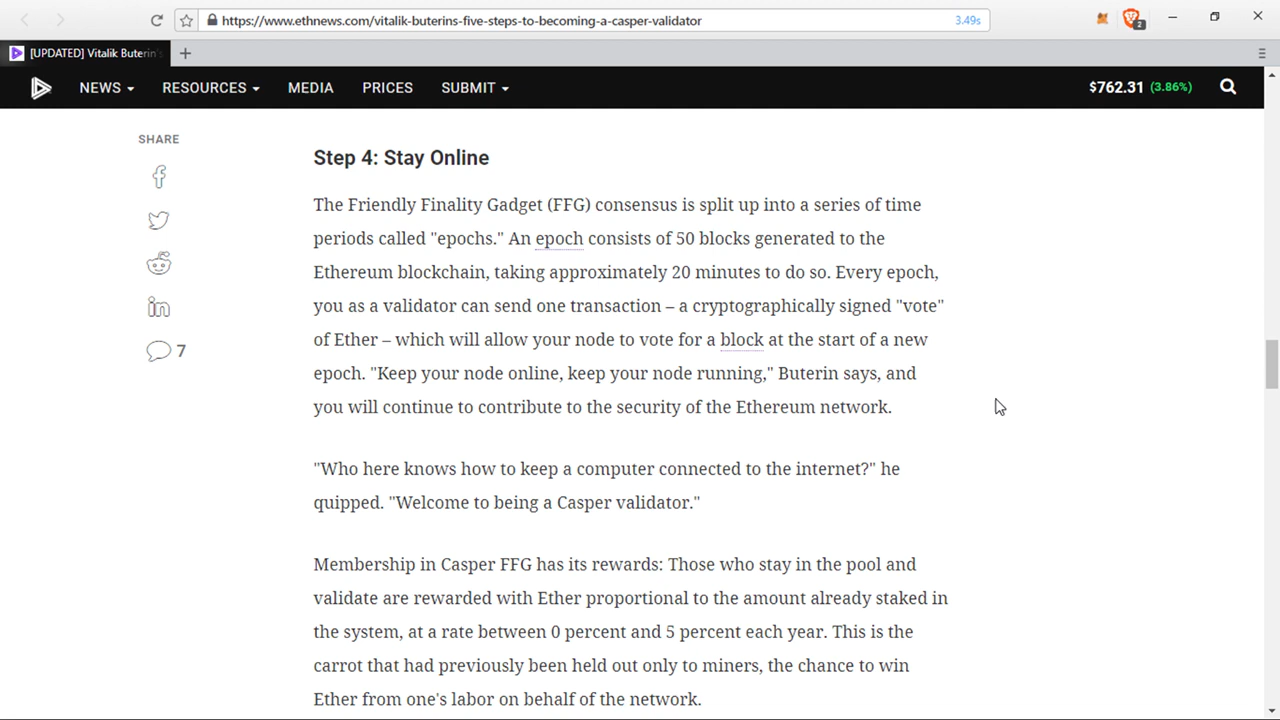 https://www.ethnews.com/vitalik-buterins-five-steps-to-becoming-a-casper-validator
3.49s
2
[UPDATED] Vitalik Buterin's
NEWS
RESOURCES
MEDIA
PRICES
SUBMIT
$762.31 (3.86%)
SHARE
7
Step 4: Stay Online
The Friendly Finality Gadget (FFG) consensus is split up into a series of time
periods called "epochs." An epoch consists of 50 blocks generated to the
Ethereum blockchain, taking approximately 20 minutes to do so. Every epoch,
you as a validator can send one transaction – a cryptographically signed "vote"
of Ether – which will allow your node to vote for a block at the start of a new
epoch. "Keep your node online, keep your node running," Buterin says, and
you will continue to contribute to the security of the Ethereum network.
"Who here knows how to keep a computer connected to the internet?" he
quipped. "Welcome to being a Casper validator."
Membership in Casper FFG has its rewards: Those who stay in the pool and
validate are rewarded with Ether proportional to the amount already staked in
the system, at a rate between 0 percent and 5 percent each year. This is the
carrot that had previously been held out only to miners, the chance to win
Ether from one's labor on behalf of the network.